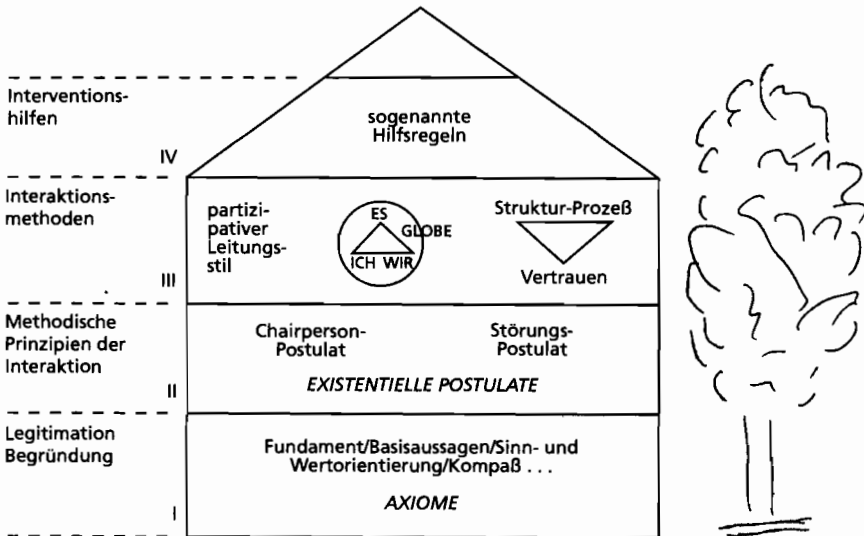 Interventions-
hilfen
IV
sogenannte
Hilfsregeln
Interaktions-
methoden
III
partizi-
pativer
Leitungs-
stil
ES
GLOBE
ICH WIR
Struktur-Prozeß
Vertrauen
Methodische
Prinzipien der
Interaktion
II
Chairperson-
Postulat
Störungs-
Postulat
EXISTENTIELLE POSTULATE
Legitimation
Begründung
I
Fundament/Basisaussagen/Sinn- und
Wertorientierung/Kompaß . . .
AXIOME